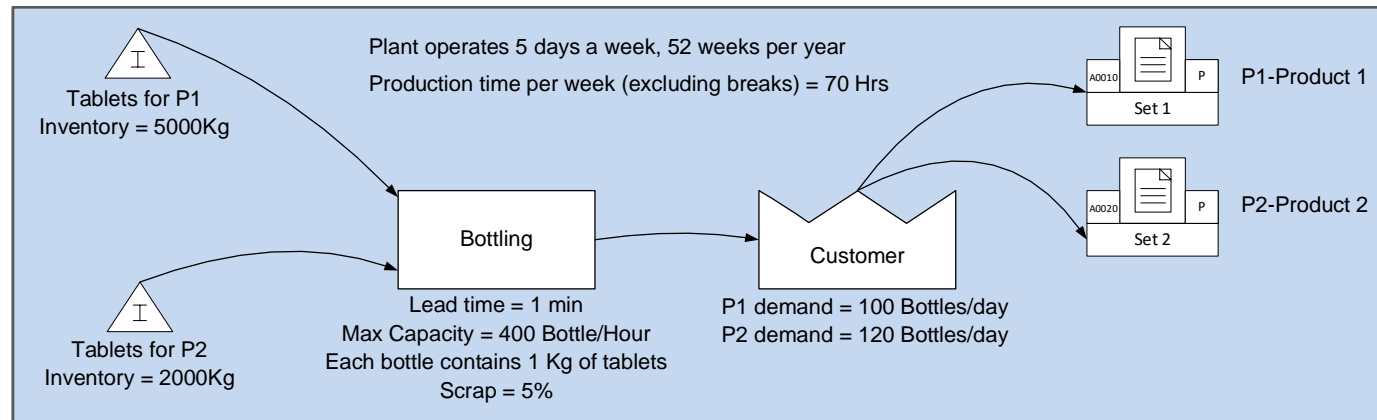 Plant operates 5 days a week, 52 weeks per year
Production time per week (excluding breaks) = 70 Hrs
I
Tablets for P1
Inventory = 5000Kg
A0010
P
Set 1
P1-Product 1
A0020
P
Set 2
P2-Product 2
Bottling
Customer
Lead time = 1 min
Max Capacity = 400 Bottle/Hour
Each bottle contains 1 Kg of tablets
Scrap = 5%
P1 demand = 100 Bottles/day
P2 demand = 120 Bottles/day
I
Tablets for P2
Inventory = 2000Kg